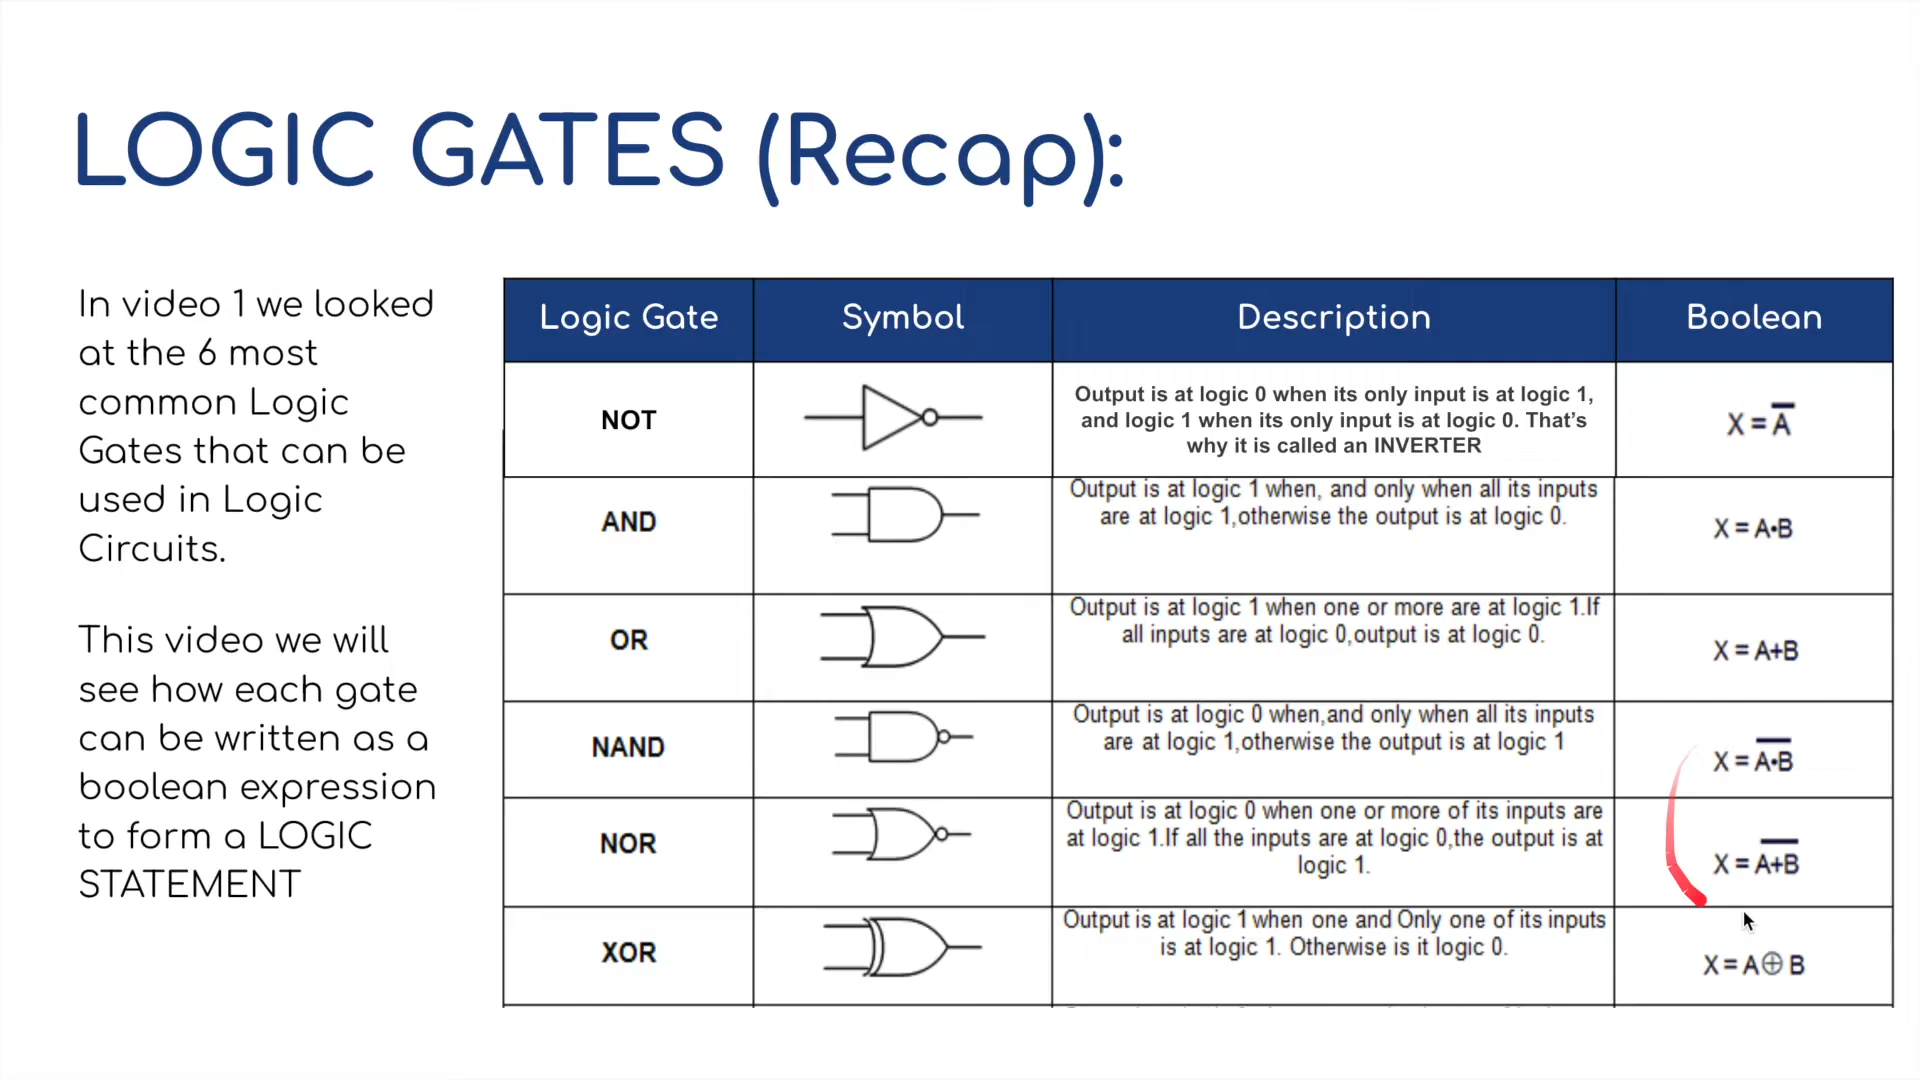 LOGIC GATES (Recap):
In video 1 we looked
at the 6 most
common Logic
Gates that can be
used in Logic
Circuits.
This video we will
see how each gate
can be written as a
boolean expression
to form a LOGIC
STATEMENT
Logic Gate Symbol Description Boolean
NOT
Output is at logic 0 when its only input is at logic 1,
and logic 1 when its only input is at logic 0. That’s
why it is called an INVERTER
X = A̅
AND
Output is at logic 1 when, and only when all its inputs
are at logic 1,otherwise the output is at logic 0.
X = A•B
OR
Output is at logic 1 when one or more are at logic 1.If
all inputs are at logic 0,output is at logic 0.
X = A+B
NAND
Output is at logic 0 when,and only when all its inputs
are at logic 1,otherwise the output is at logic 1
X = A̅•̅B̅
NOR
Output is at logic 0 when one or more of its inputs are
at logic 1.If all the inputs are at logic 0,the output is at
logic 1.
X = A̅+̅B̅
XOR
Output is at logic 1 when one and Only one of its inputs
is at logic 1. Otherwise is it logic 0.
X = A ⊕ B